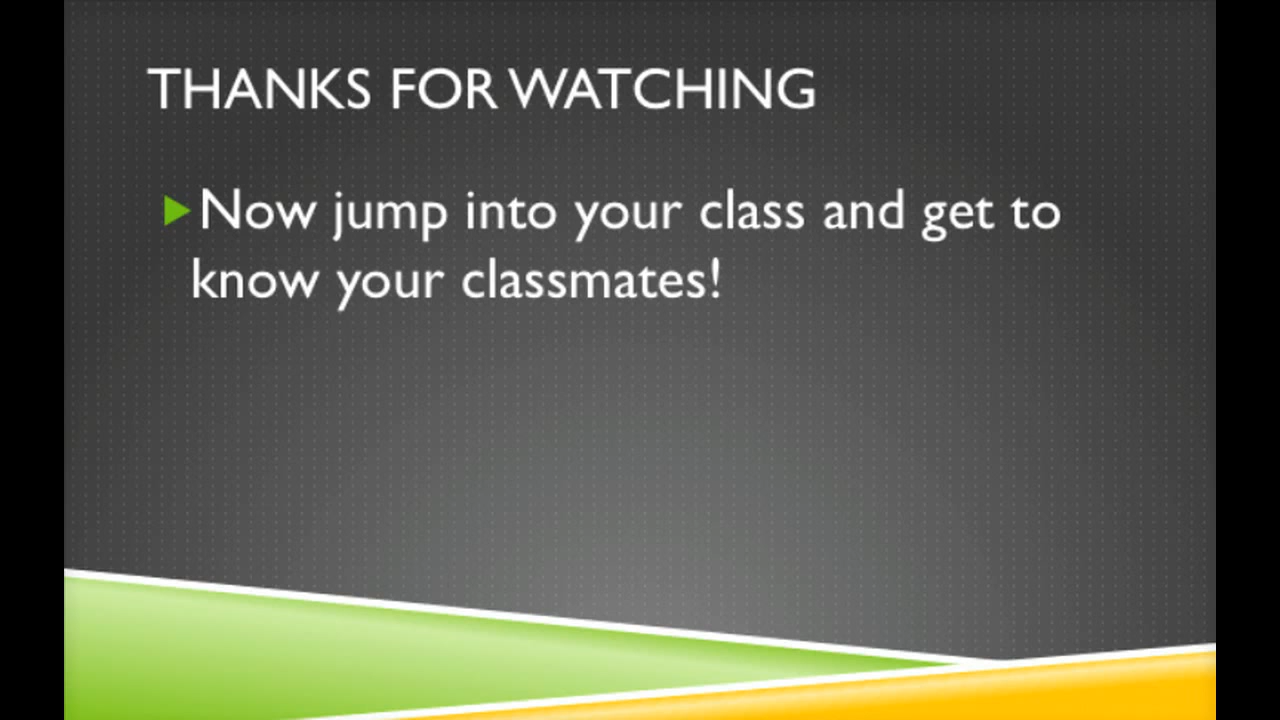 THANKS FOR WATCHING
Now jump into your class and get to
know your classmates!